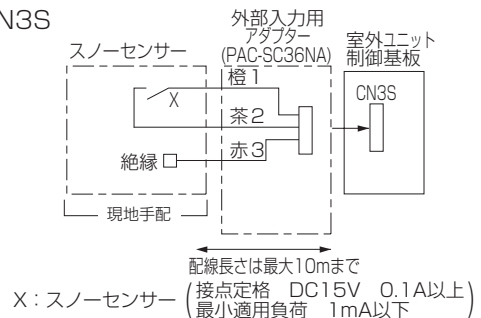 N3S
外部入力用
アダプター
(PAC-SC36NA)
スノーセンサー
室外ユニット
制御基板
橙1
X
茶2
CN3S
絶縁
赤3
現地手配
配線長さは最大10mまで
X：スノーセンサー（接点定格　DC15V　0.1A以上
最小適用負荷　1mA以下）